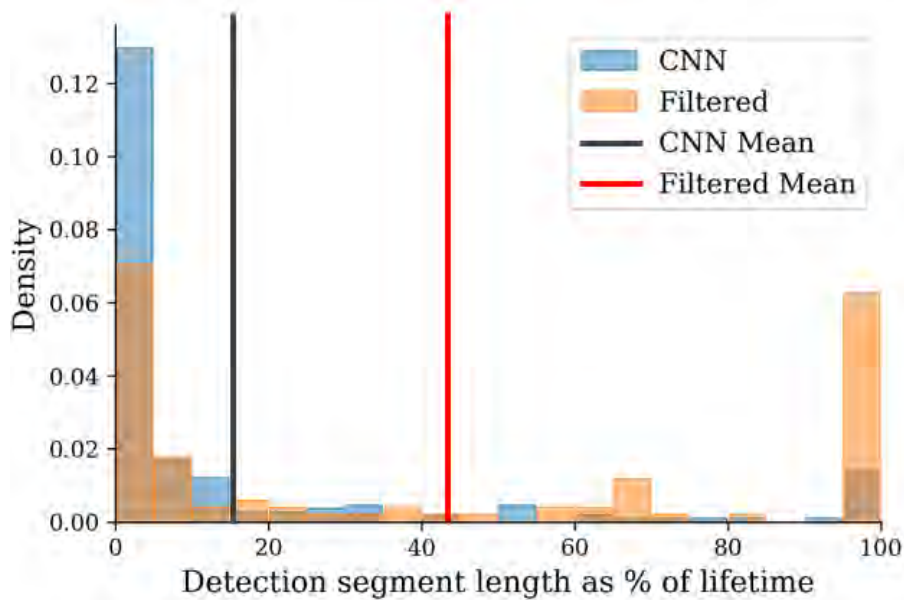 CNN
Filtered
CNN Mean
Filtered Mean
0.12
0.10
0.08
0.06
0.04
0.02
0.00
Density
0 20 40 60 80 100
Detection segment length as % of lifetime